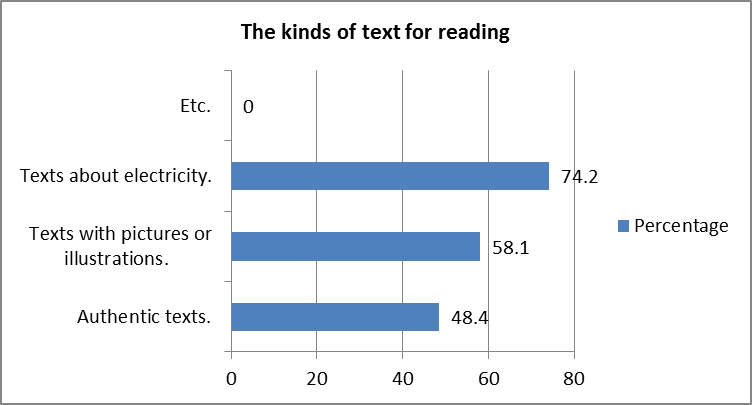 The kinds of text for reading
Etc.
0
Texts about electricity.
74.2
Texts with pictures or
illustrations.
58.1
Authentic texts.
48.4
0 20 40 60 80
Percentage